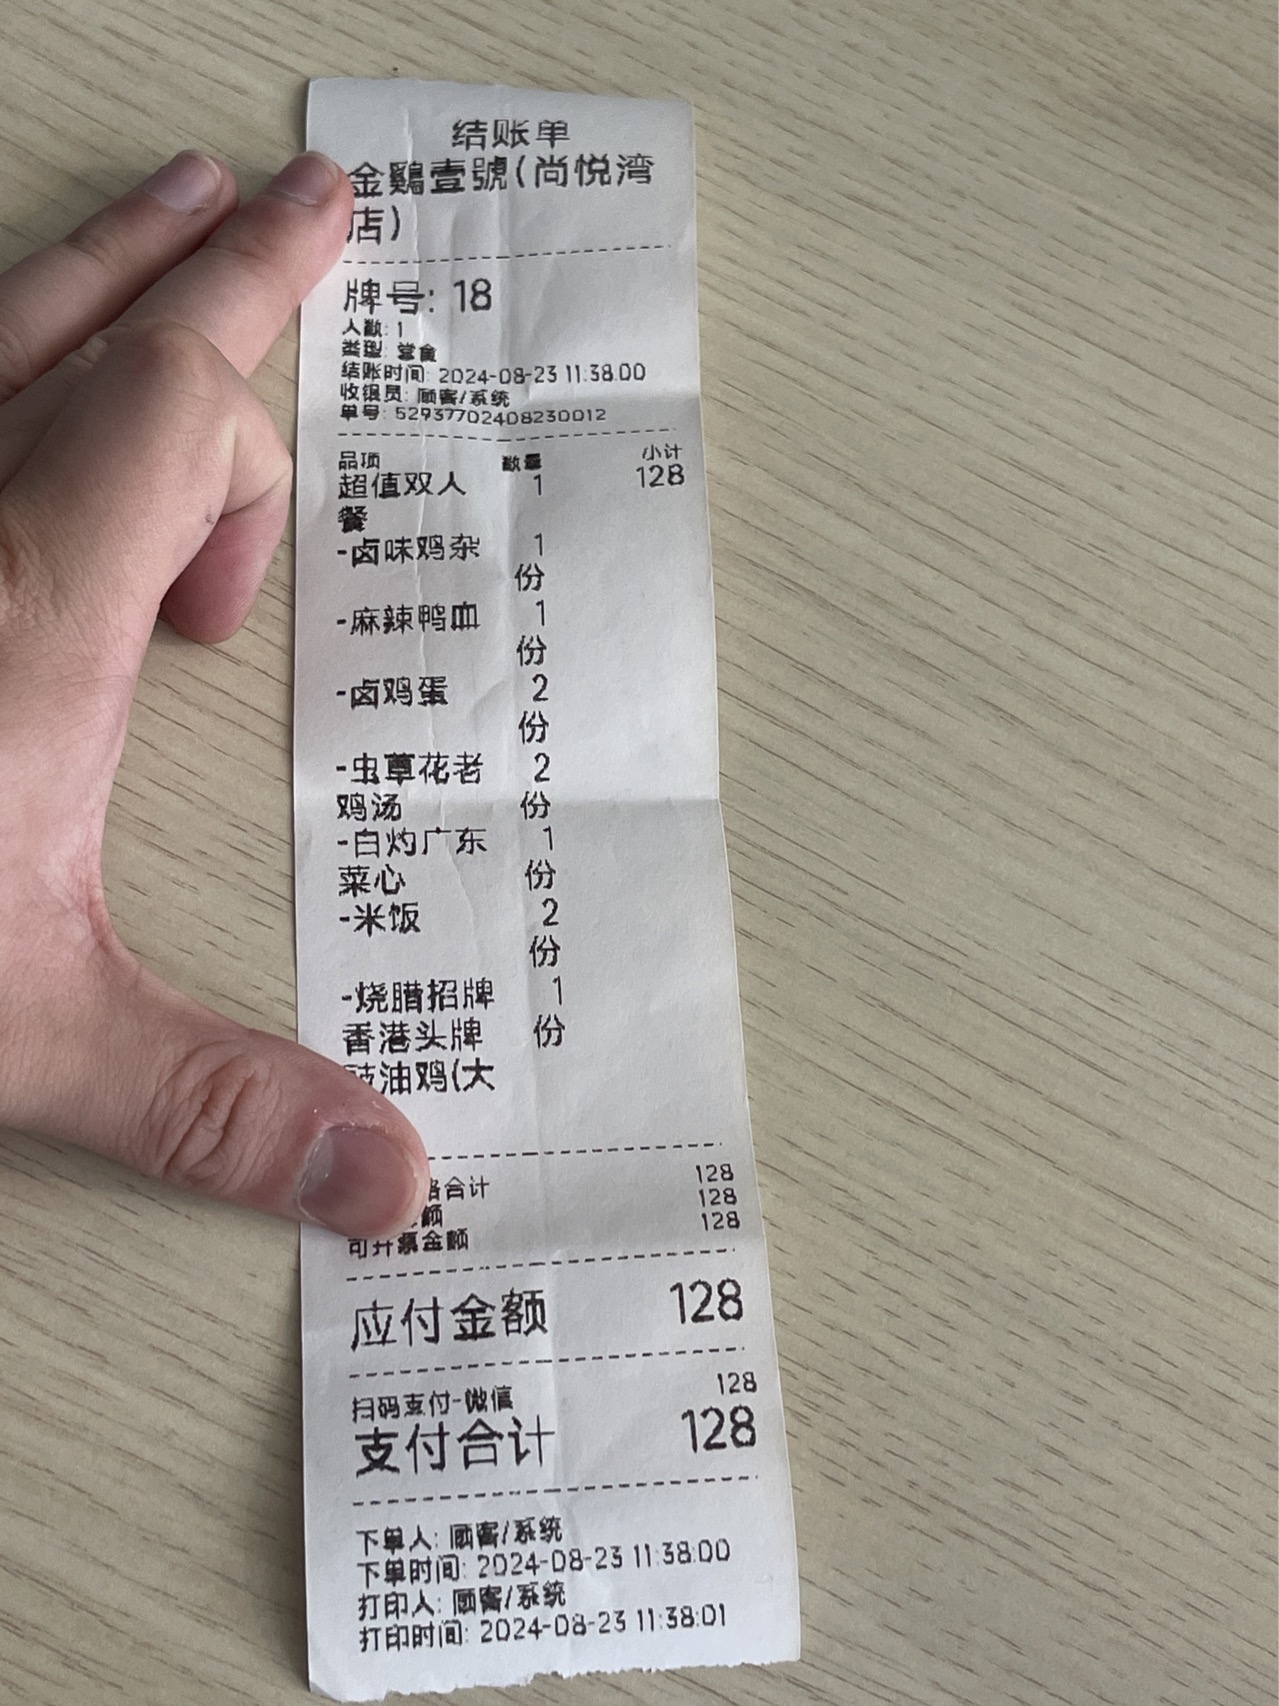 结账单
金鷄壹號(尚悦湾
店)
牌号: 18
人数: 1
类型: 堂食
结账时间: 2024-08-23 11:38:00
收银员: 顾客/系统
单号: 52937702408230012
品项 数量 小计
超值双人 1 128
餐
-卤味鸡杂 1
份
-麻辣鸭血 1
份
-卤鸡蛋 2
份
-虫草花老 2
鸡汤 份
-白灼广东 1
菜心 份
-米饭 2
份
-烧腊招牌 1
香港头牌 份
油鸡(大
合计 128
额 128
可开票金额 128
应付金额 128
扫码支付-微信 128
支付合计 128
下单人: 顾客/系统
下单时间: 2024-08-23 11:38:00
打印人: 顾客/系统
打印时间: 2024-08-23 11:38:01